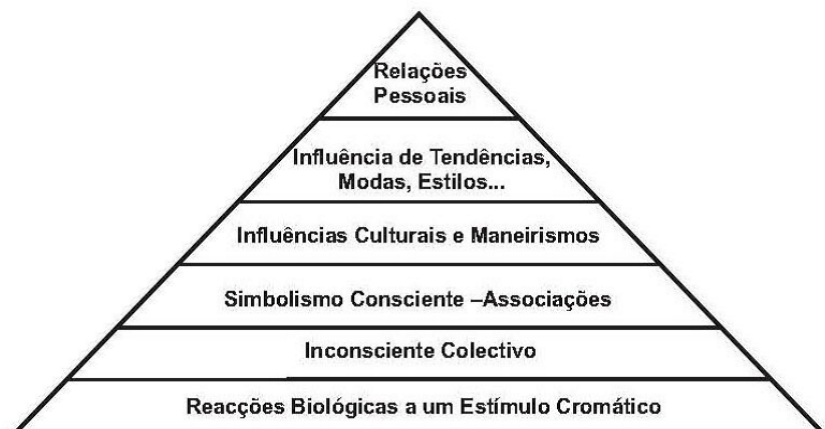 Relações
Pessoais
Influência de Tendências,
Modas, Estilos...
Influências Culturais e Maneirismos
Simbolismo Consciente –Associações
Inconsciente Colectivo
Reacções Biológicas a um Estímulo Cromático